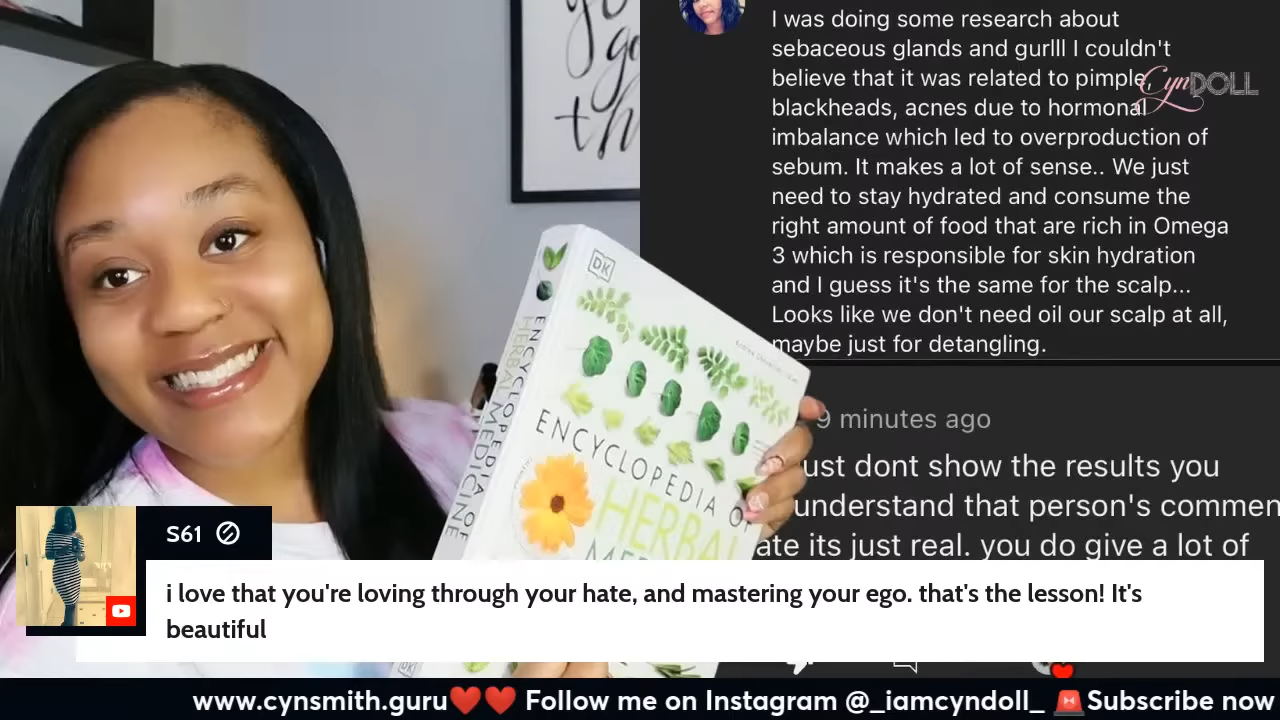 you
go
th
I was doing some research about
sebaceous glands and gurlll I couldn't
believe that it was related to pimple
blackheads, acnes due to hormonal
imbalance which led to overproduction of
sebum. It makes a lot of sense.. We just
need to stay hydrated and consume the
right amount of food that are rich in Omega
3 which is responsible for skin hydration
and I guess it's the same for the scalp...
Looks like we don't need oil our scalp at all,
maybe just for detangling.
CynDOLL
DK
ENCYCLOPEDIA OF
HERBAL
MEDICINE
ENCYCLOPEDIA OF
HERBAL
9 minutes ago
ust dont show the results you
understand that person's commen
ate its just real. you do give a lot of
S61
i love that you're loving through your hate, and mastering your ego. that's the lesson! It's
beautiful
DK
www.cynsmith.guru❤️❤️ Follow me on Instagram @_iamcyndoll_ 🚨Subscribe now